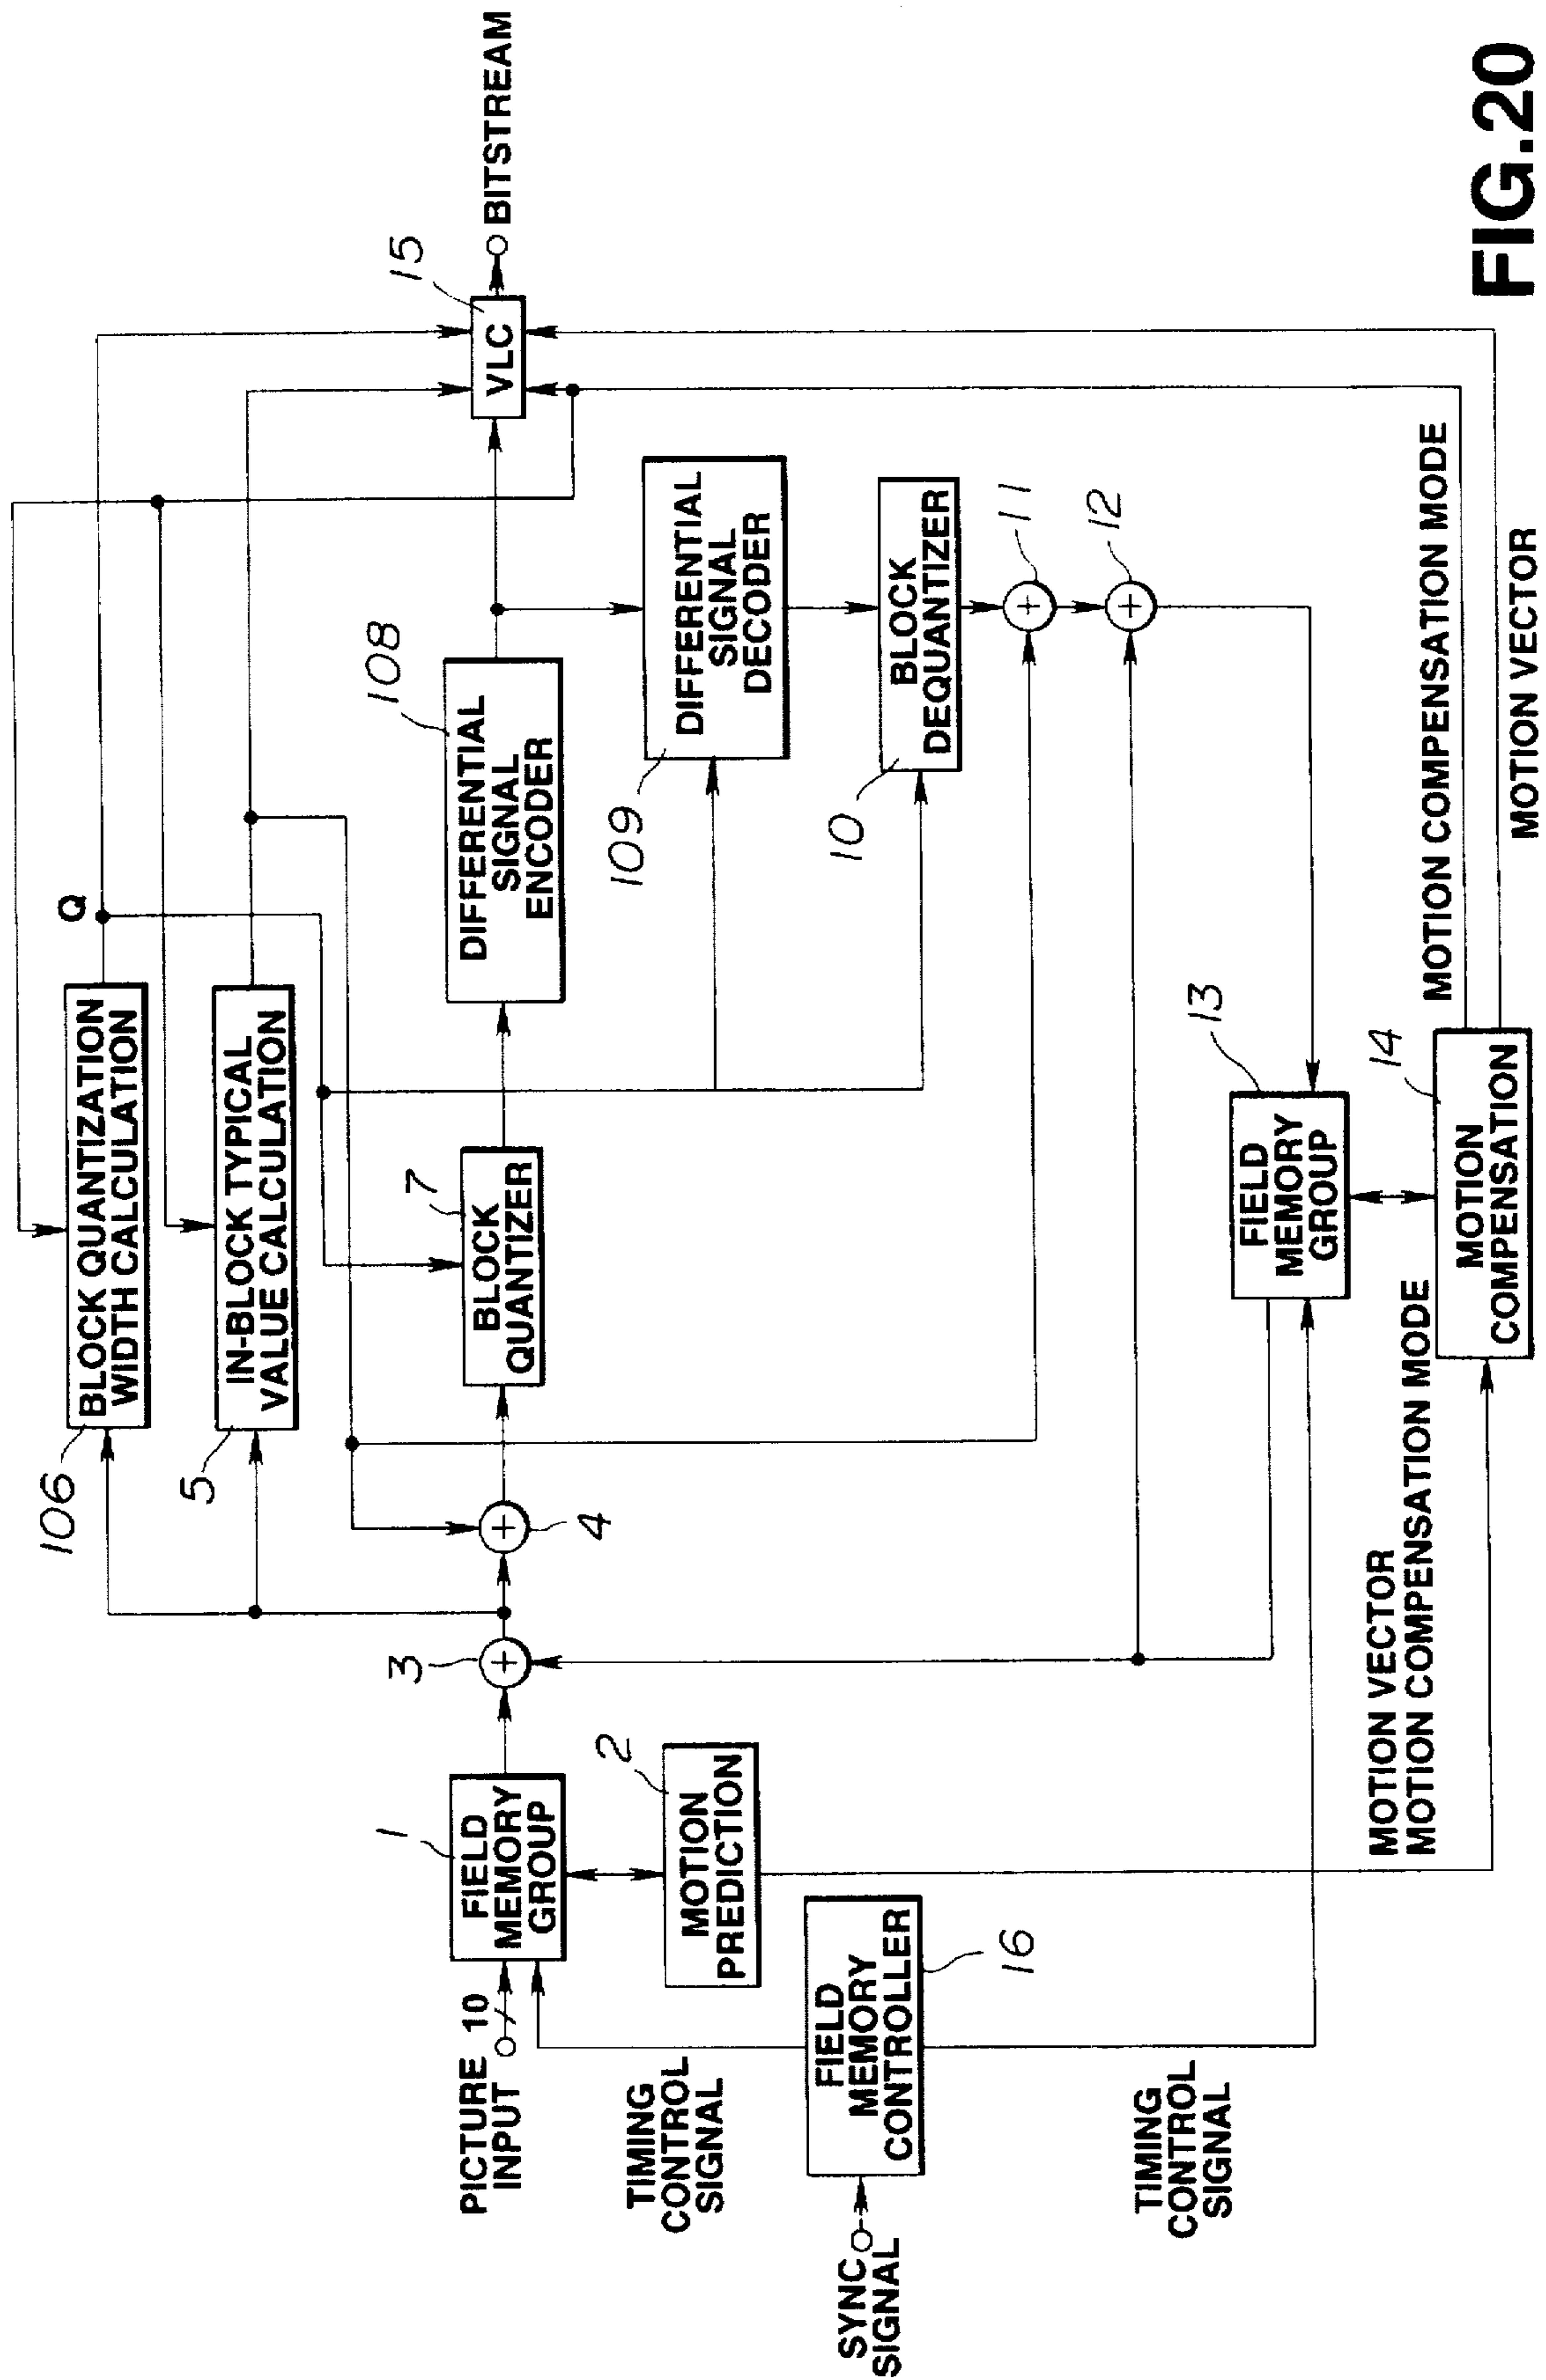 Q
BLOCK QUANTIZATION
WIDTH CALCULATION
106
IN-BLOCK TYPICAL
VALUE CALCULATION
5
PICTURE
INPUT
10
FIELD
MEMORY
GROUP
1
3
4
BLOCK
QUANTIZER
7
DIFFERENTIAL
SIGNAL
ENCODER
108
VLC
15
BITSTREAM
TIMING
CONTROL
SIGNAL
MOTION
PREDICTION
2
DIFFERENTIAL
SIGNAL
DECODER
109
SYNC
SIGNAL
FIELD
MEMORY
CONTROLLER
16
BLOCK
DEQUANTIZER
10
11
12
TIMING
CONTROL
SIGNAL
FIELD
MEMORY
GROUP
13
MOTION VECTOR
MOTION COMPENSATION MODE
MOTION
COMPENSATION
14
MOTION COMPENSATION MODE
MOTION VECTOR
FIG.20